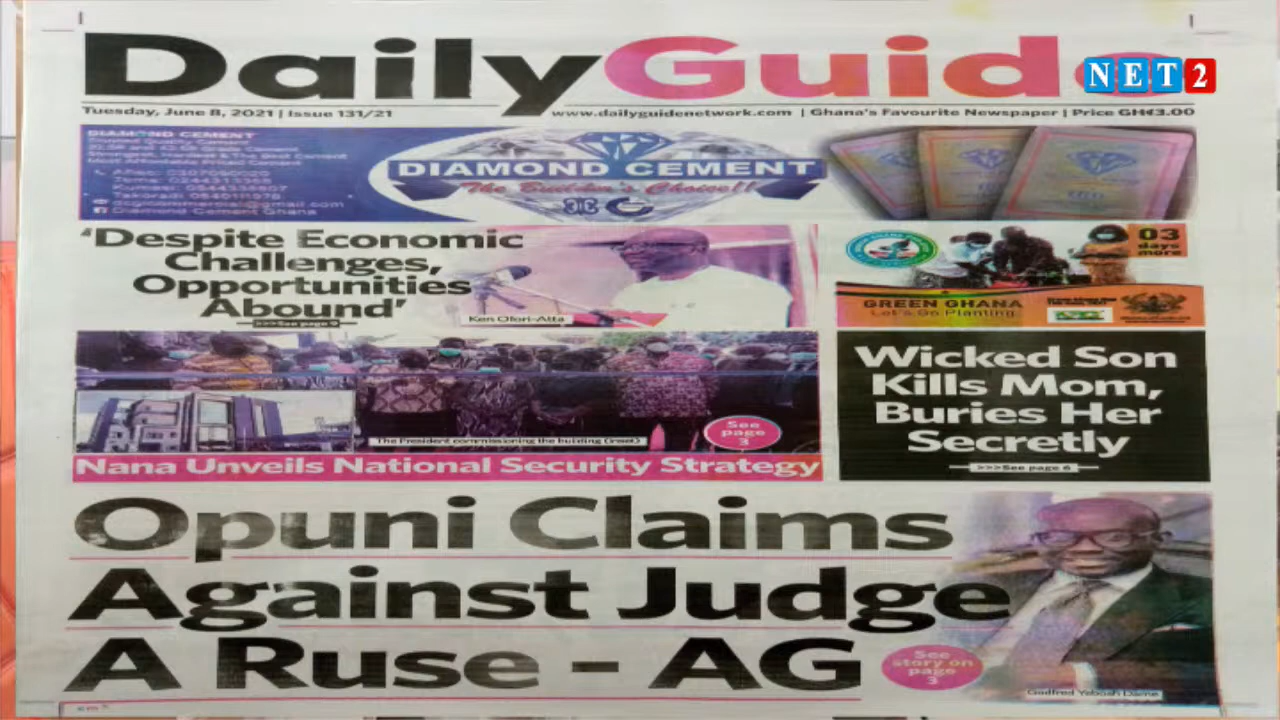 DailyGuide
NET2
Tuesday, June 8, 2021 | Issue 131/21
www.dailyguidenetwork.com | Ghana's Favourite Newspaper | Price GH¢3.00
DIAMOND CEMENT
Diamond Cement Ghana
DIAMOND CEMENT
The Builder's Choice!!
'Despite Economic
Challenges,
Opportunities
Abound'
>>>See page 9
Ken Ofori-Atta
03
days
more
GREEN GHANA
Let's Go Planting
The President commissioning the building (inset)
See
page
3
Nana Unveils National Security Strategy
Wicked Son
Kills Mom,
Buries Her
Secretly
>>>See page 6
Opuni Claims
Against Judge
A Ruse – AG
See
story on
page
3
Godfred Yeboah Dame